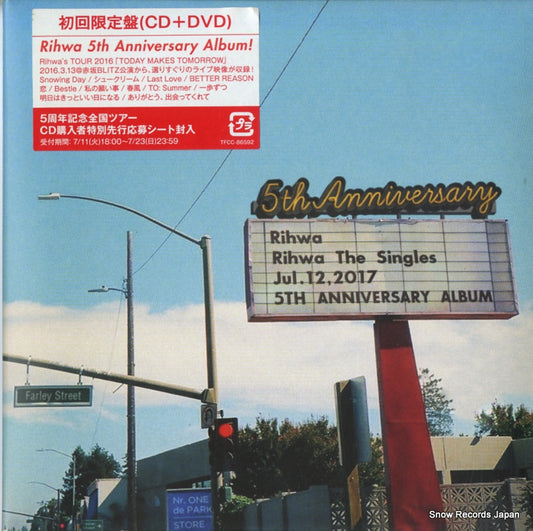 初回限定盤(CD+DVD)
Rihwa 5th Anniversary Album!
Rihwa's TOUR 2016「TODAY MAKES TOMORROW」
2016.3.13@赤坂BLITZ公演から、選りすぐりのライブ映像が収録!
Snowing Day / シュークリーム / Last Love / BETTER REASON
恋 / Bestie / 私の願い事 / 春風 / TO: Summer / 一歩ずつ
明日はきっといい日になる / ありがとう、出会ってくれて
5周年記念全国ツアー
CD購入者特別先行応募シート封入
受付期間: 7/11(火)18:00〜7/23(日)23:59
プラ
TFCC-86592
5th Anniversary
Rihwa
Rihwa The Singles
Jul.12,2017
5TH ANNIVERSARY ALBUM
Farley Street
Nr. ONE
de PARK
STORE
Snow Records Japan